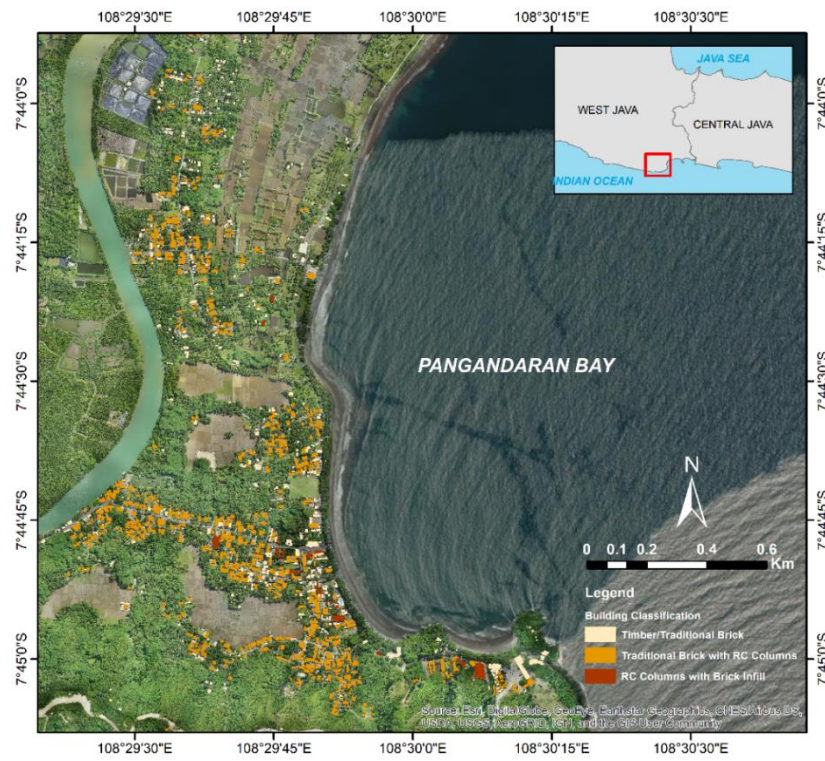 108°29'30"E 108°29'45"E 108°30'0"E 108°30'15"E 108°30'30"E
7°44'0"S
7°44'15"S
7°44'30"S
7°44'45"S
7°45'0"S
JAVA SEA
WEST JAVA
CENTRAL JAVA
INDIAN OCEAN
7°44'0"S
7°44'15"S
PANGANDARAN BAY
7°44'30"S
N
7°44'45"S
0 0.1 0.2 0.4 0.6
Km
Legend
Building Classification
Timber/Traditional Brick
Traditional Brick with RC Columns
RC Columns with Brick Infill
7°45'0"S
Source: Esri, DigitalGlobe, GeoEye, Earthstar Geographics, CNES/Airbus DS,
USDA, USGS, AeroGRID, IGN, and the GIS User Community
108°29'30"E 108°29'45"E 108°30'0"E 108°30'15"E 108°30'30"E